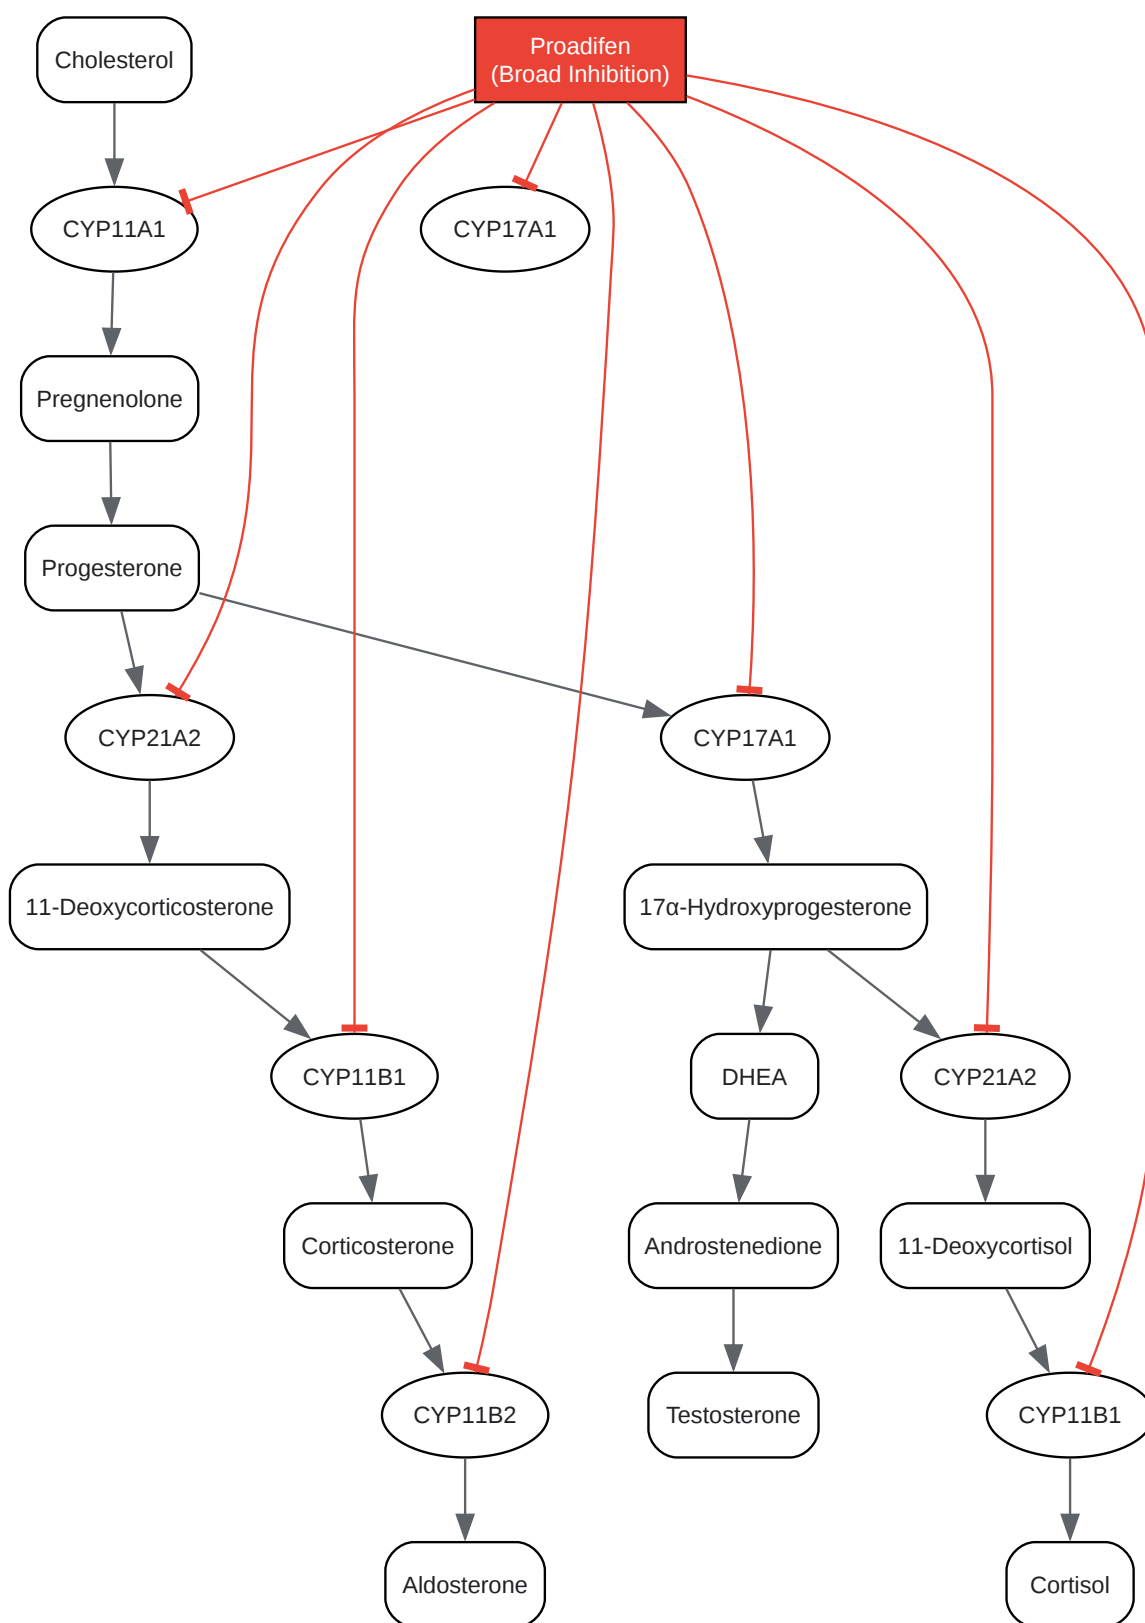 Cholesterol
Proadifen
(Broad Inhibition)
CYP11A1
CYP17A1
Pregnenolone
Progesterone
CYP21A2
CYP17A1
11-Deoxycorticosterone
17α-Hydroxyprogesterone
CYP11B1
DHEA
CYP21A2
Corticosterone
Androstenedione
11-Deoxycortisol
CYP11B2
Testosterone
CYP11B1
Aldosterone
Cortisol